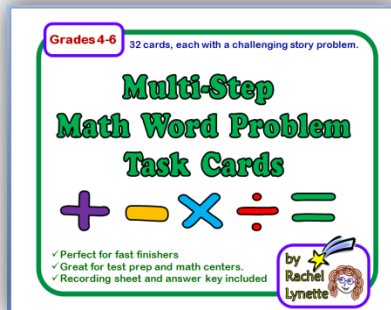 Grades 4-6
32 cards, each with a challenging story problem.
Multi-Step
Math Word Problem
Task Cards
+ − × ÷ =
✓Perfect for fast finishers
✓Great for test prep and math centers.
✓Recording sheet and answer key included
by
Rachel
Lynette